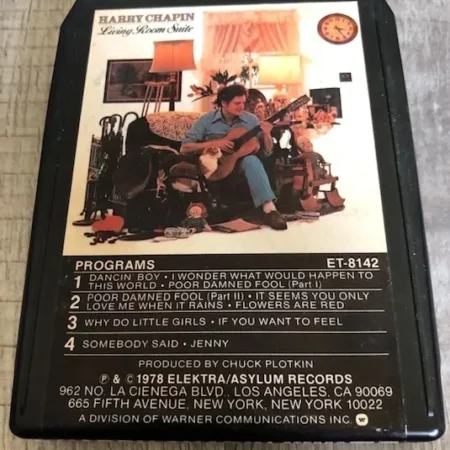 HARRY CHAPIN
Living Room Suite
PROGRAMS ET-8142
1 DANCIN' BOY • I WONDER WHAT WOULD HAPPEN TO
THIS WORLD • POOR DAMNED FOOL (Part I)
2 POOR DAMNED FOOL (Part II) • IT SEEMS YOU ONLY
LOVE ME WHEN IT RAINS • FLOWERS ARE RED
3 WHY DO LITTLE GIRLS • IF YOU WANT TO FEEL
4 SOMEBODY SAID • JENNY
PRODUCED BY CHUCK PLOTKIN
℗ & © 1978 ELEKTRA/ASYLUM RECORDS
962 NO. LA CIENEGA BLVD., LOS ANGELES, CA 90069
665 FIFTH AVENUE, NEW YORK, NEW YORK 10022
A DIVISION OF WARNER COMMUNICATIONS INC.